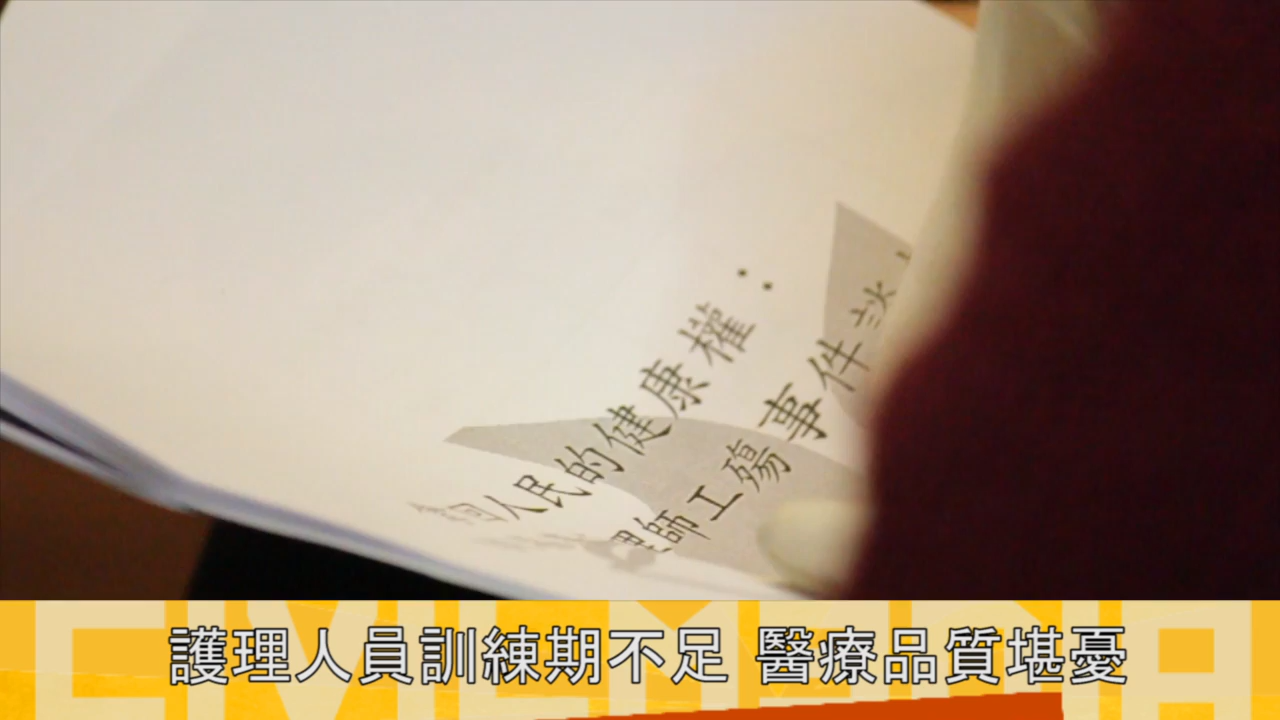 人民的健康權：
理師工殤事件談
護理人員訓練期不足 醫療品質堪憂